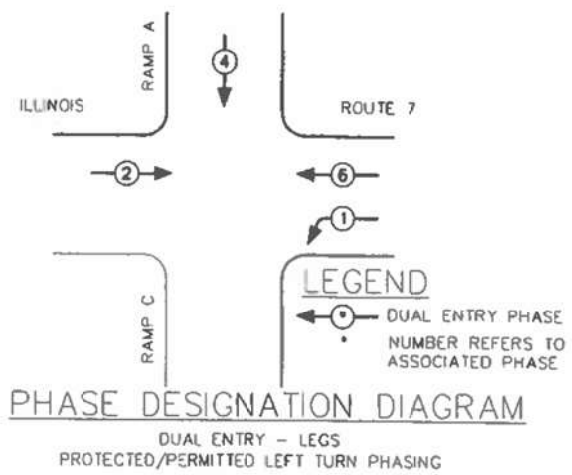 RAMP A
4
ILLINOIS
ROUTE 7
2
6
1
LEGEND
DUAL ENTRY PHASE
* NUMBER REFERS TO
ASSOCIATED PHASE
RAMP C
PHASE DESIGNATION DIAGRAM
DUAL ENTRY - LEGS
PROTECTED/PERMITTED LEFT TURN PHASING